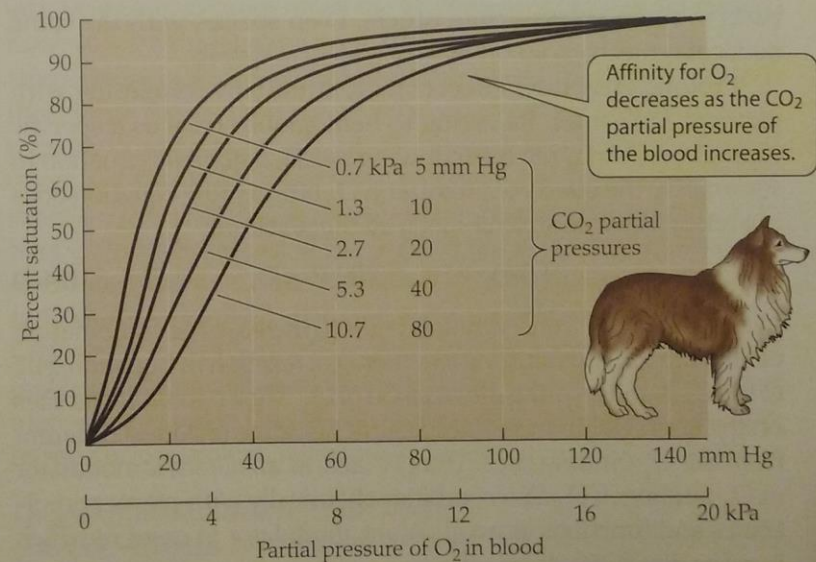 100
90
80
70
60
50
40
30
20
10
0
Percent saturation (%)
Affinity for O₂
decreases as the CO₂
partial pressure of
the blood increases.
0.7 kPa 5 mm Hg
1.3 10
2.7 20
5.3 40
10.7 80
CO₂ partial
pressures
0 20 40 60 80 100 120 140 mm Hg
0 4 8 12 16 20 kPa
Partial pressure of O₂ in blood